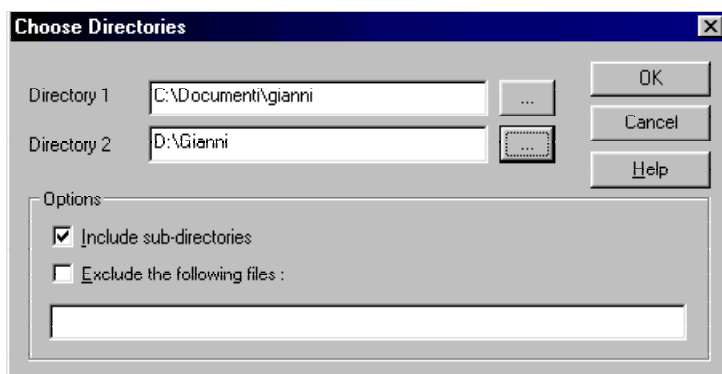 Choose Directories
Directory 1 C:\Documenti\gianni ... OK
Directory 2 D:\Gianni ... Cancel
Help
Options
Include sub-directories
Exclude the following files :